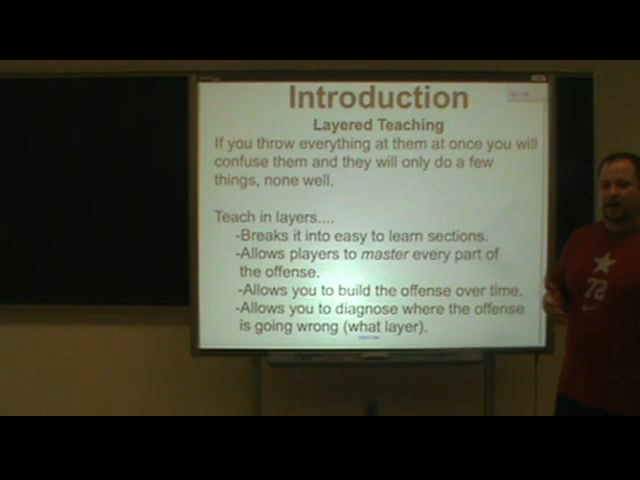 Introduction
Layered Teaching
If you throw everything at them at once you will
confuse them and they will only do a few
things, none well.
Teach in layers....
-Breaks it into easy to learn sections.
-Allows players to master every part of
the offense.
-Allows you to build the offense over time.
-Allows you to diagnose where the offense
is going wrong (what layer).
72